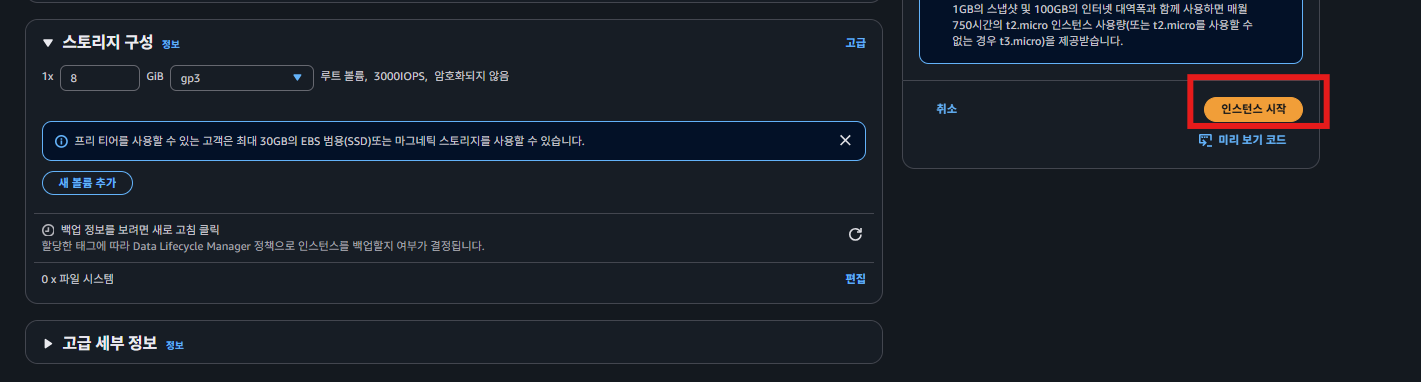 스토리지 구성 정보
고급
1x 8 GiB gp3 루트 볼륨, 3000IOPS, 암호화되지 않음
프리 티어를 사용할 수 있는 고객은 최대 30GB의 EBS 범용(SSD)또는 마그네틱 스토리지를 사용할 수 있습니다.
새 볼륨 추가
백업 정보를 보려면 새로 고침 클릭
할당한 태그에 따라 Data Lifecycle Manager 정책으로 인스턴스를 백업할지 여부가 결정됩니다.
0 x 파일 시스템
편집
고급 세부 정보 정보
1GB의 스냅샷 및 100GB의 인터넷 대역폭과 함께 사용하면 매월
750시간의 t2.micro 인스턴스 사용량(또는 t2.micro를 사용할 수
없는 경우 t3.micro)을 제공받습니다.
취소
인스턴스 시작
미리 보기 코드